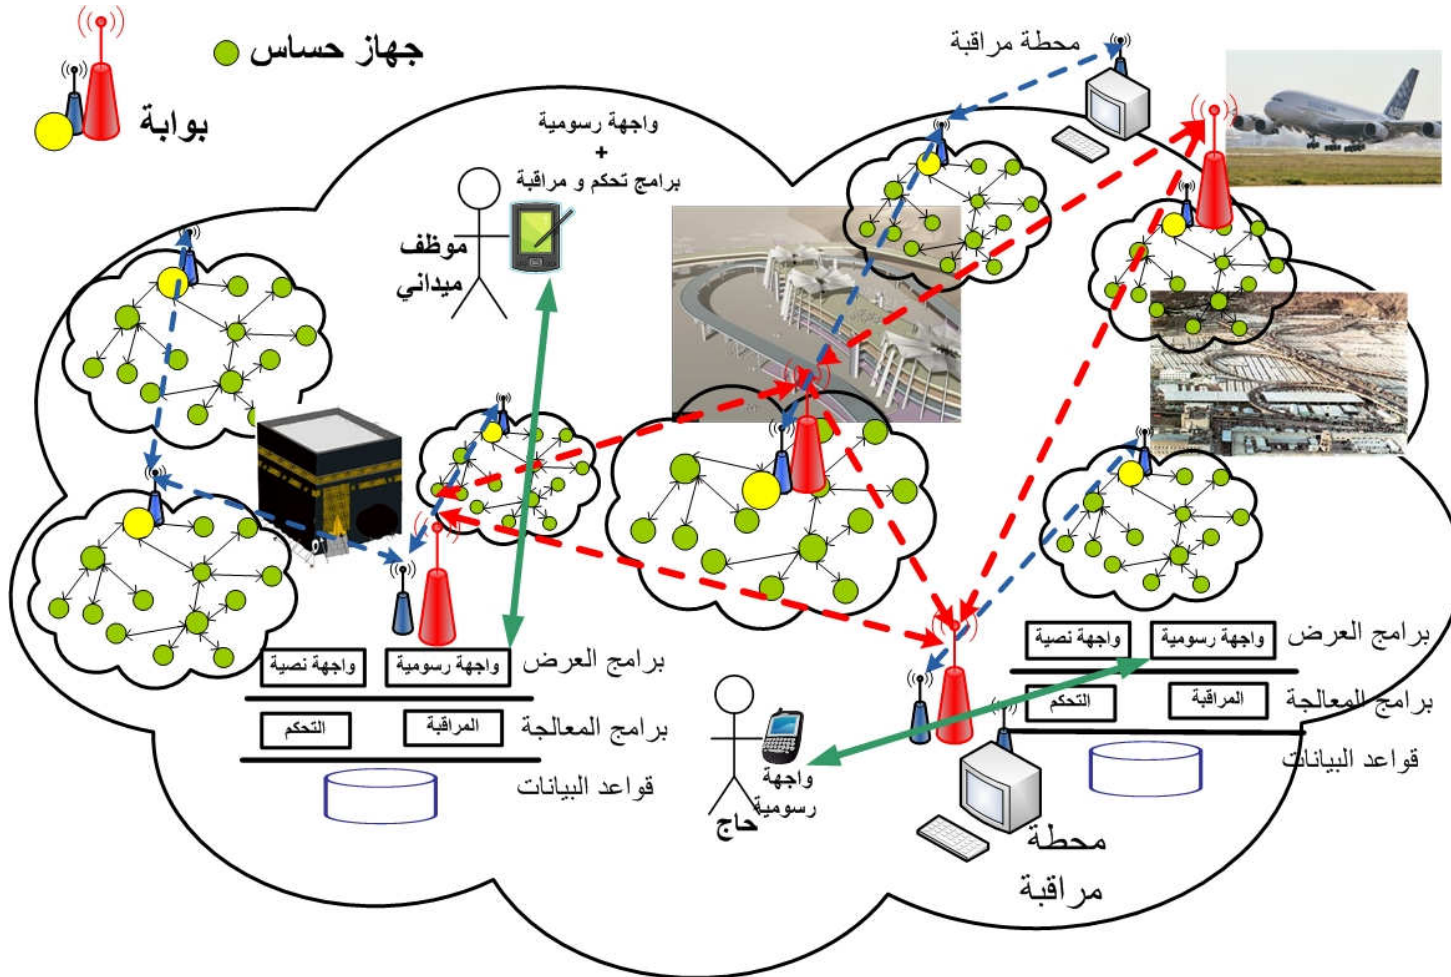 جهاز حساس
بوابة
محطة مراقبة
واجهة رسومية
+
برامج تحكم و مراقبة
موظف
ميداني
واجهة نصية
واجهة رسومية
برامج العرض
التحكم
المراقبة
برامج المعالجة
قواعد البيانات
واجهة نصية
واجهة رسومية
برامج العرض
التحكم
المراقبة
برامج المعالجة
قواعد البيانات
واجهة
رسومية
حاج
محطة
مراقبة